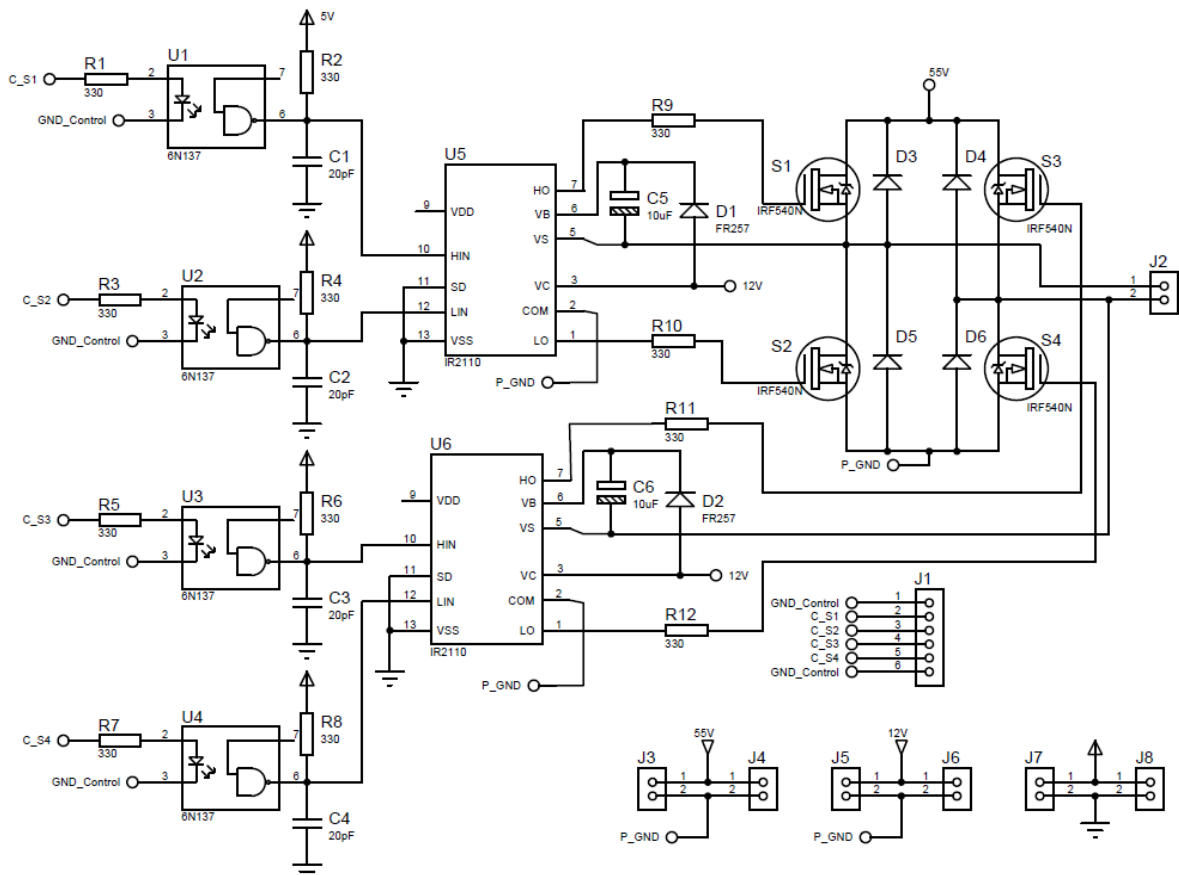 5V
R1
330
C_S1
GND_Control
U1
2
3
7
6
6N137
R2
330
C1
20pF
R3
330
C_S2
GND_Control
U2
2
3
7
6
6N137
R4
330
C2
20pF
R5
330
C_S3
GND_Control
U3
2
3
7
6
6N137
R6
330
C3
20pF
R7
330
C_S4
GND_Control
U4
2
3
7
6
6N137
R8
330
C4
20pF
U5
9 VDD
10 HIN
11 SD
12 LIN
13 VSS
HO 7
VB 6
VS 5
VC 3
COM 2
LO 1
IR2110
P_GND
R9
330
C5
10uF
D1
FR257
12V
R10
330
U6
9 VDD
10 HIN
11 SD
12 LIN
13 VSS
HO 7
VB 6
VS 5
VC 3
COM 2
LO 1
IR2110
P_GND
R11
330
C6
10uF
D2
FR257
12V
R12
330
55V
S1
IRF540N
D3
D4
S3
IRF540N
S2
IRF540N
D5
D6
S4
IRF540N
P_GND
J2
1
2
J1
GND_Control 1
C_S1 2
C_S2 3
C_S3 4
C_S4 5
GND_Control 6
55V
J3
1 1
2 2
J4
P_GND
12V
J5
1 1
2 2
J6
P_GND
J7
1 1
2 2
J8